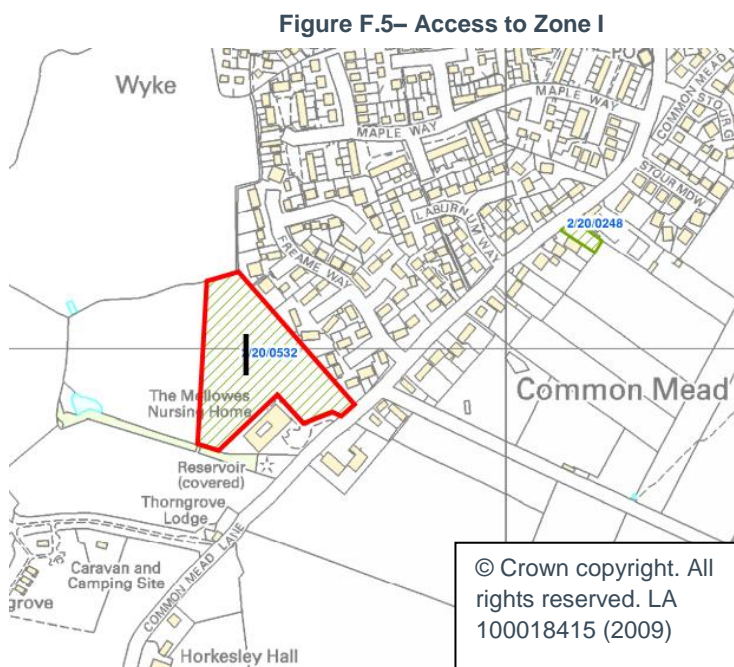 Figure F.5– Access to Zone I
Wyke
PO
COMMON MEAD
STOUR G
MAPLE WAY
MAPLE WAY
STOUR MDW
LABURNUM WAY
2/20/0248
FREAME WAY
I
2/20/0532
The Mellowes
Nursing Home
Common Mead
Reservoir
(covered)
Thorngrove
Lodge
COMMON MEAD LANE
Caravan and
Camping Site
grove
Horkesley Hall
© Crown copyright. All
rights reserved. LA
100018415 (2009)